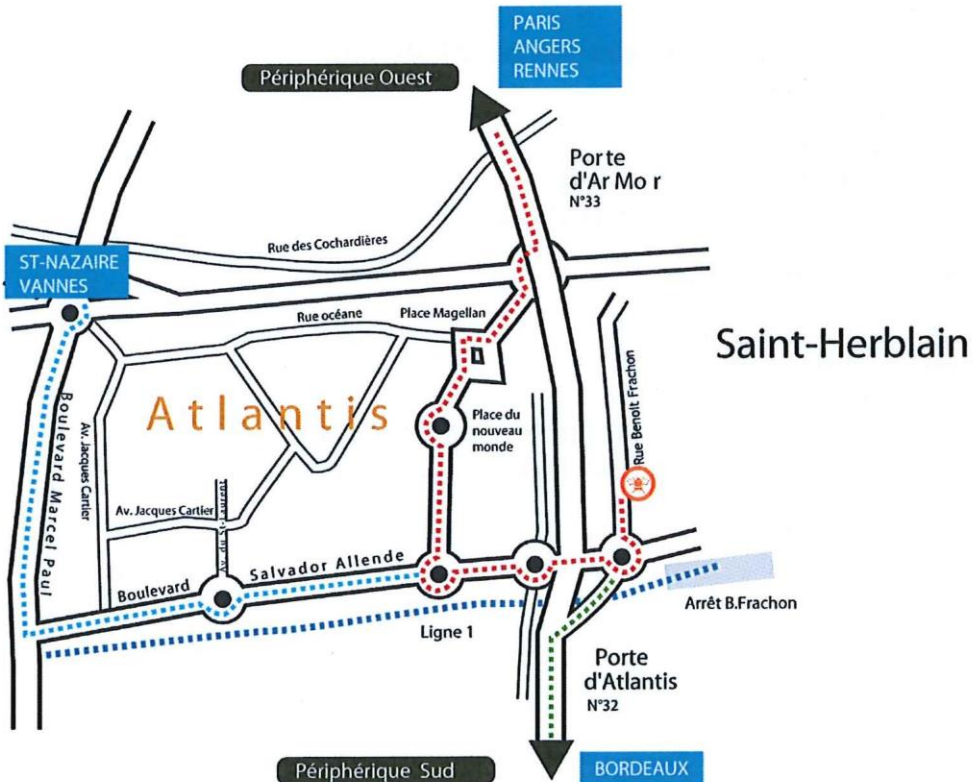 PARIS
ANGERS
RENNES
Périphérique Ouest
Porte
d'Ar Mo r
N°33
Rue des Cochardières
ST-NAZAIRE
VANNES
Rue océane
Place Magellan
Saint-Herblain
Atlantis
Boulevard Marcel Paul
Av. Jacques Cartier
Place du
nouveau
monde
Rue Benoit Frachon
Av. Jacques Cartier
Av. du St-Laurent
Boulevard Salvador Allende
Ligne 1
Arrêt B.Frachon
Porte
d'Atlantis
N°32
Périphérique Sud
BORDEAUX